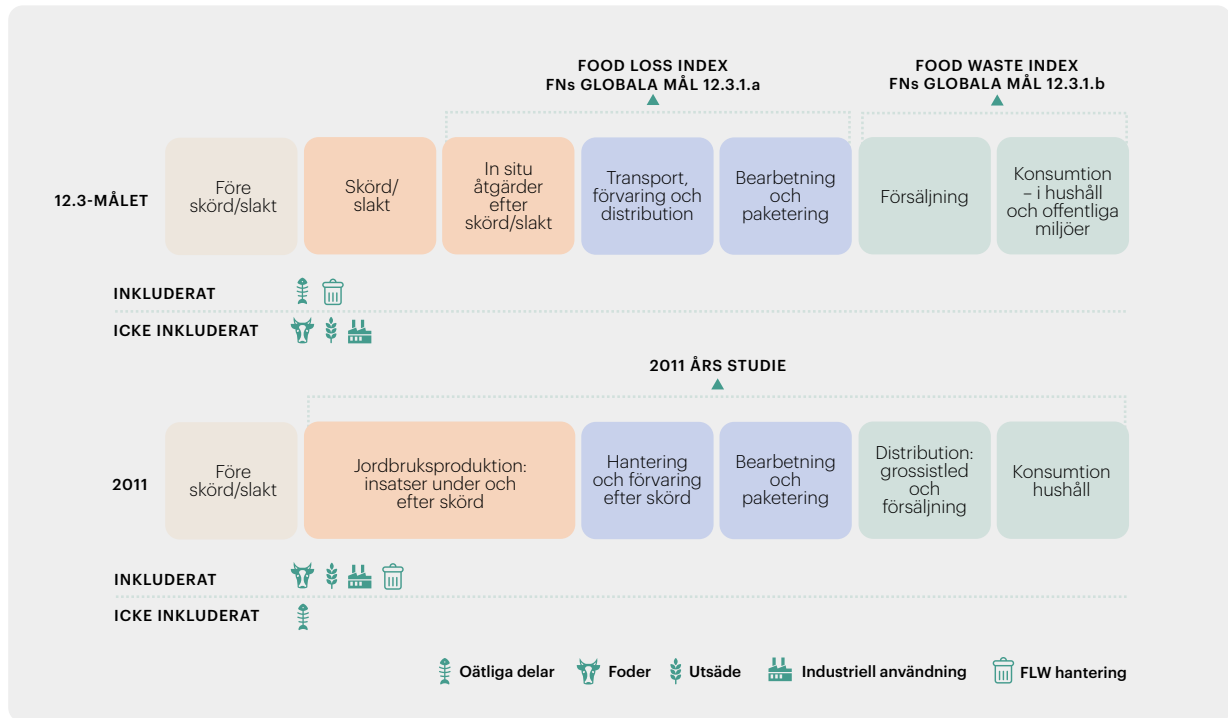 FOOD LOSS INDEX
FNs GLOBALA MÅL 12.3.1.a
FOOD WASTE INDEX
FNs GLOBALA MÅL 12.3.1.b
12.3-MÅLET
Före
skörd/slakt
Skörd/
slakt
In situ
åtgärder
efter
skörd/slakt
Transport,
förvaring och
distribution
Bearbetning
och
paketering
Försäljning
Konsumtion
– i hushåll
och offentliga
miljöer
INKLUDERAT
ICKE INKLUDERAT
2011 ÅRS STUDIE
2011
Före
skörd/slakt
Jordbruksproduktion:
insatser under och
efter skörd
Hantering
och förvaring
efter skörd
Bearbetning
och
paketering
Distribution:
grossistled
och
försäljning
Konsumtion
hushåll
INKLUDERAT
ICKE INKLUDERAT
Oätliga delar
Foder
Utsäde
Industriell användning
FLW hantering